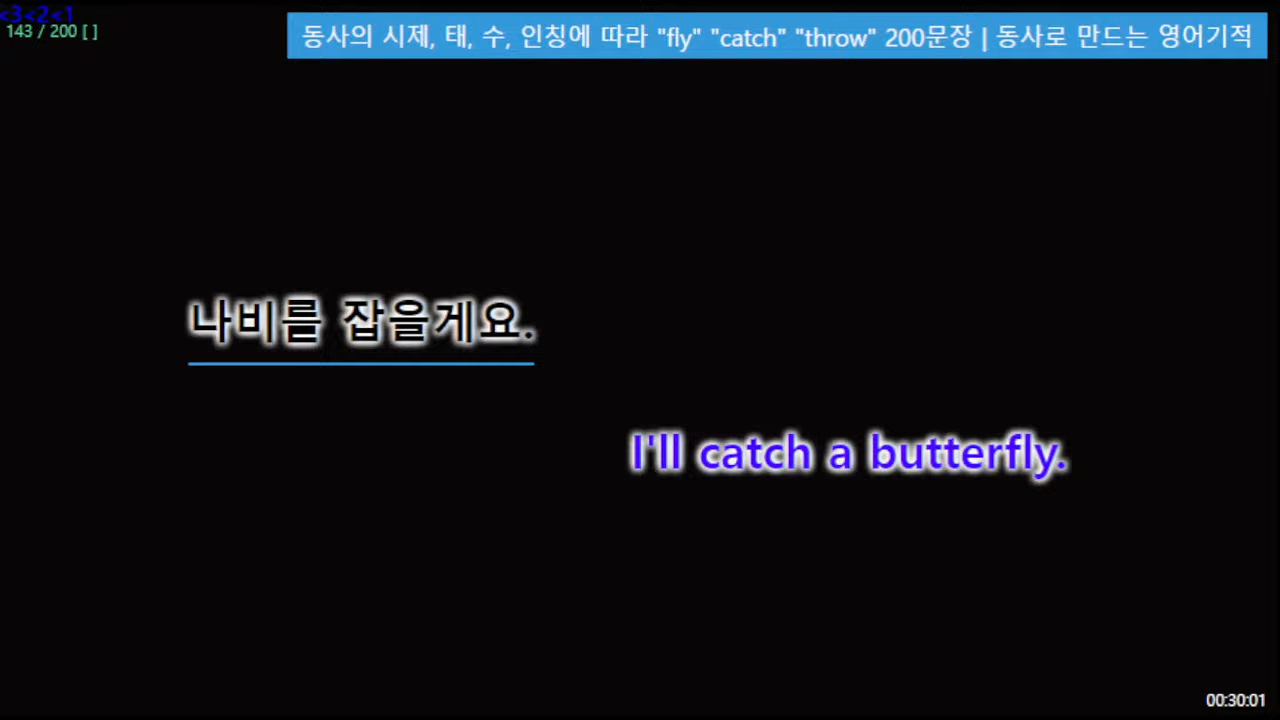 <3<2<1
143 / 200 [ ]
동사의 시제, 태, 수, 인칭에 따라 "fly" "catch" "throw" 200문장 | 동사로 만드는 영어기적
나비를 잡을게요.
I'll catch a butterfly.
00:30:01